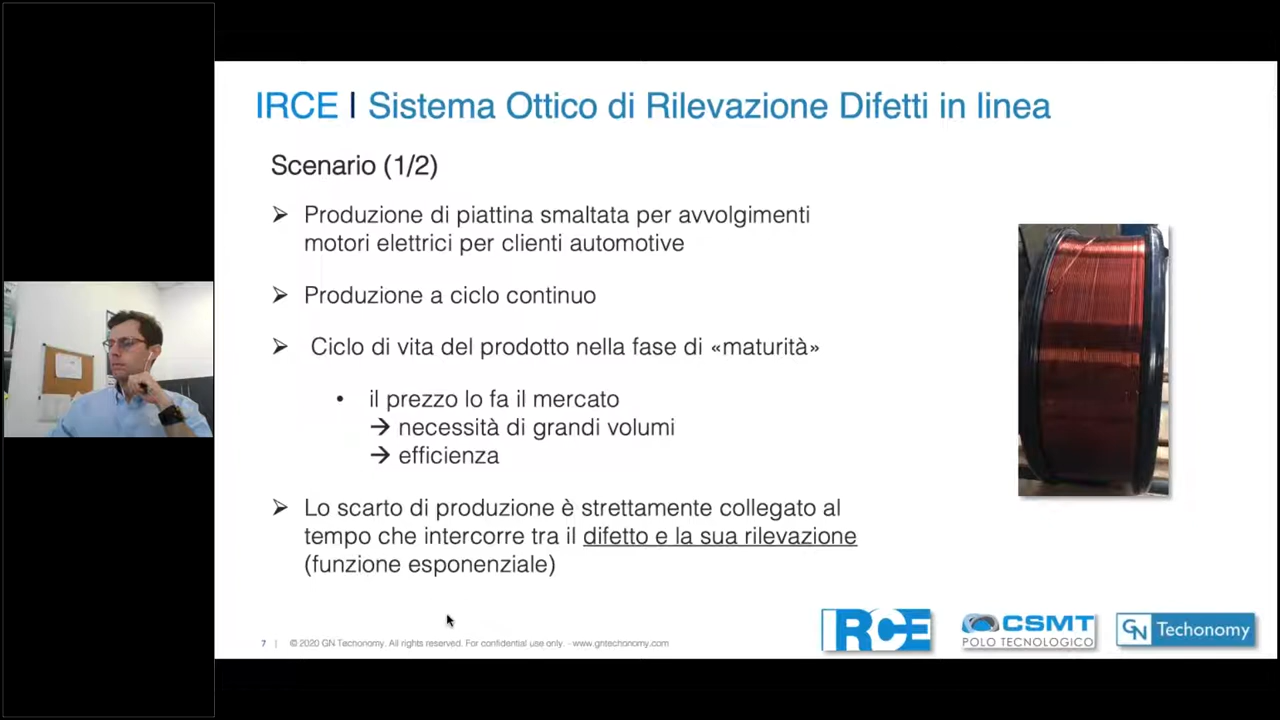 IRCE | Sistema Ottico di Rilevazione Difetti in linea
Scenario (1/2)
➢ Produzione di piattina smaltata per avvolgimenti
motori elettrici per clienti automotive
➢ Produzione a ciclo continuo
➢ Ciclo di vita del prodotto nella fase di «maturità»
• il prezzo lo fa il mercato
→ necessità di grandi volumi
→ efficienza
➢ Lo scarto di produzione è strettamente collegato al
tempo che intercorre tra il difetto e la sua rilevazione
(funzione esponenziale)
7 | © 2020 GN Techonomy. All rights reserved. For confidential use only. - www.gntechonomy.com
IRCE
CSMT
POLO TECNOLOGICO
GN Techonomy